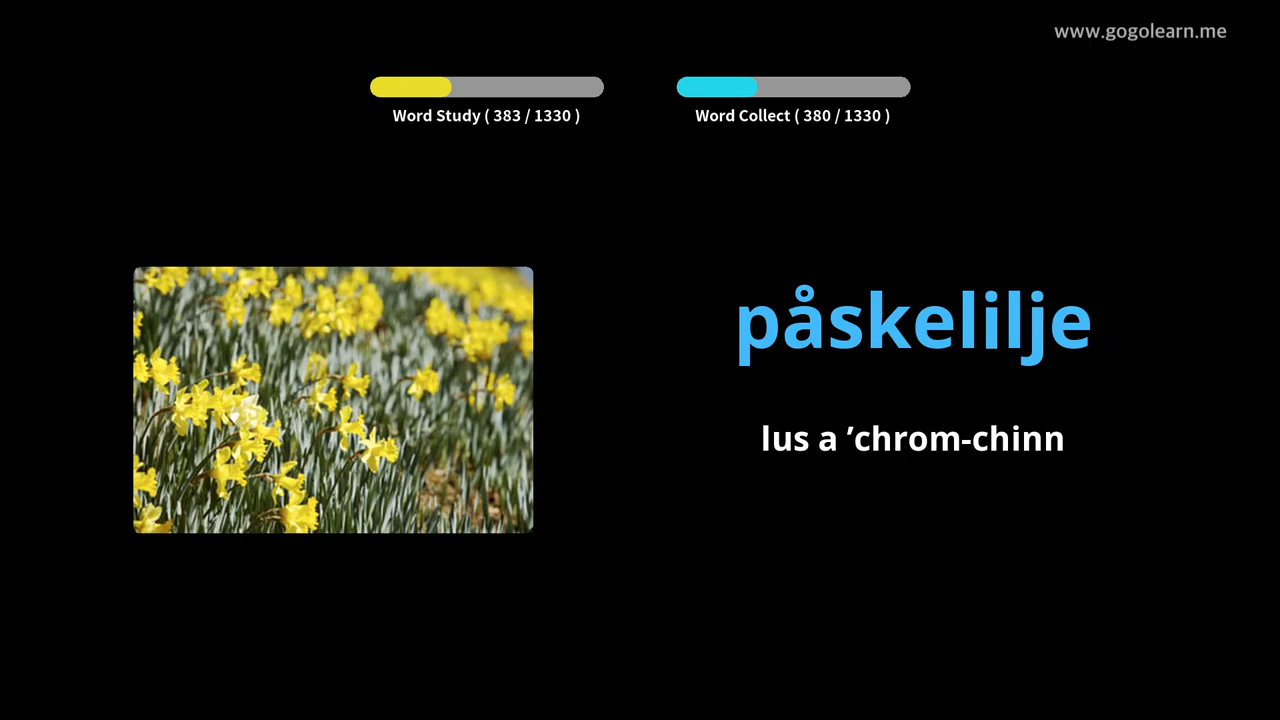 www.gogolearn.me
Word Study ( 383 / 1330 )
Word Collect ( 380 / 1330 )
påskelilje
lus a ’chrom-chinn